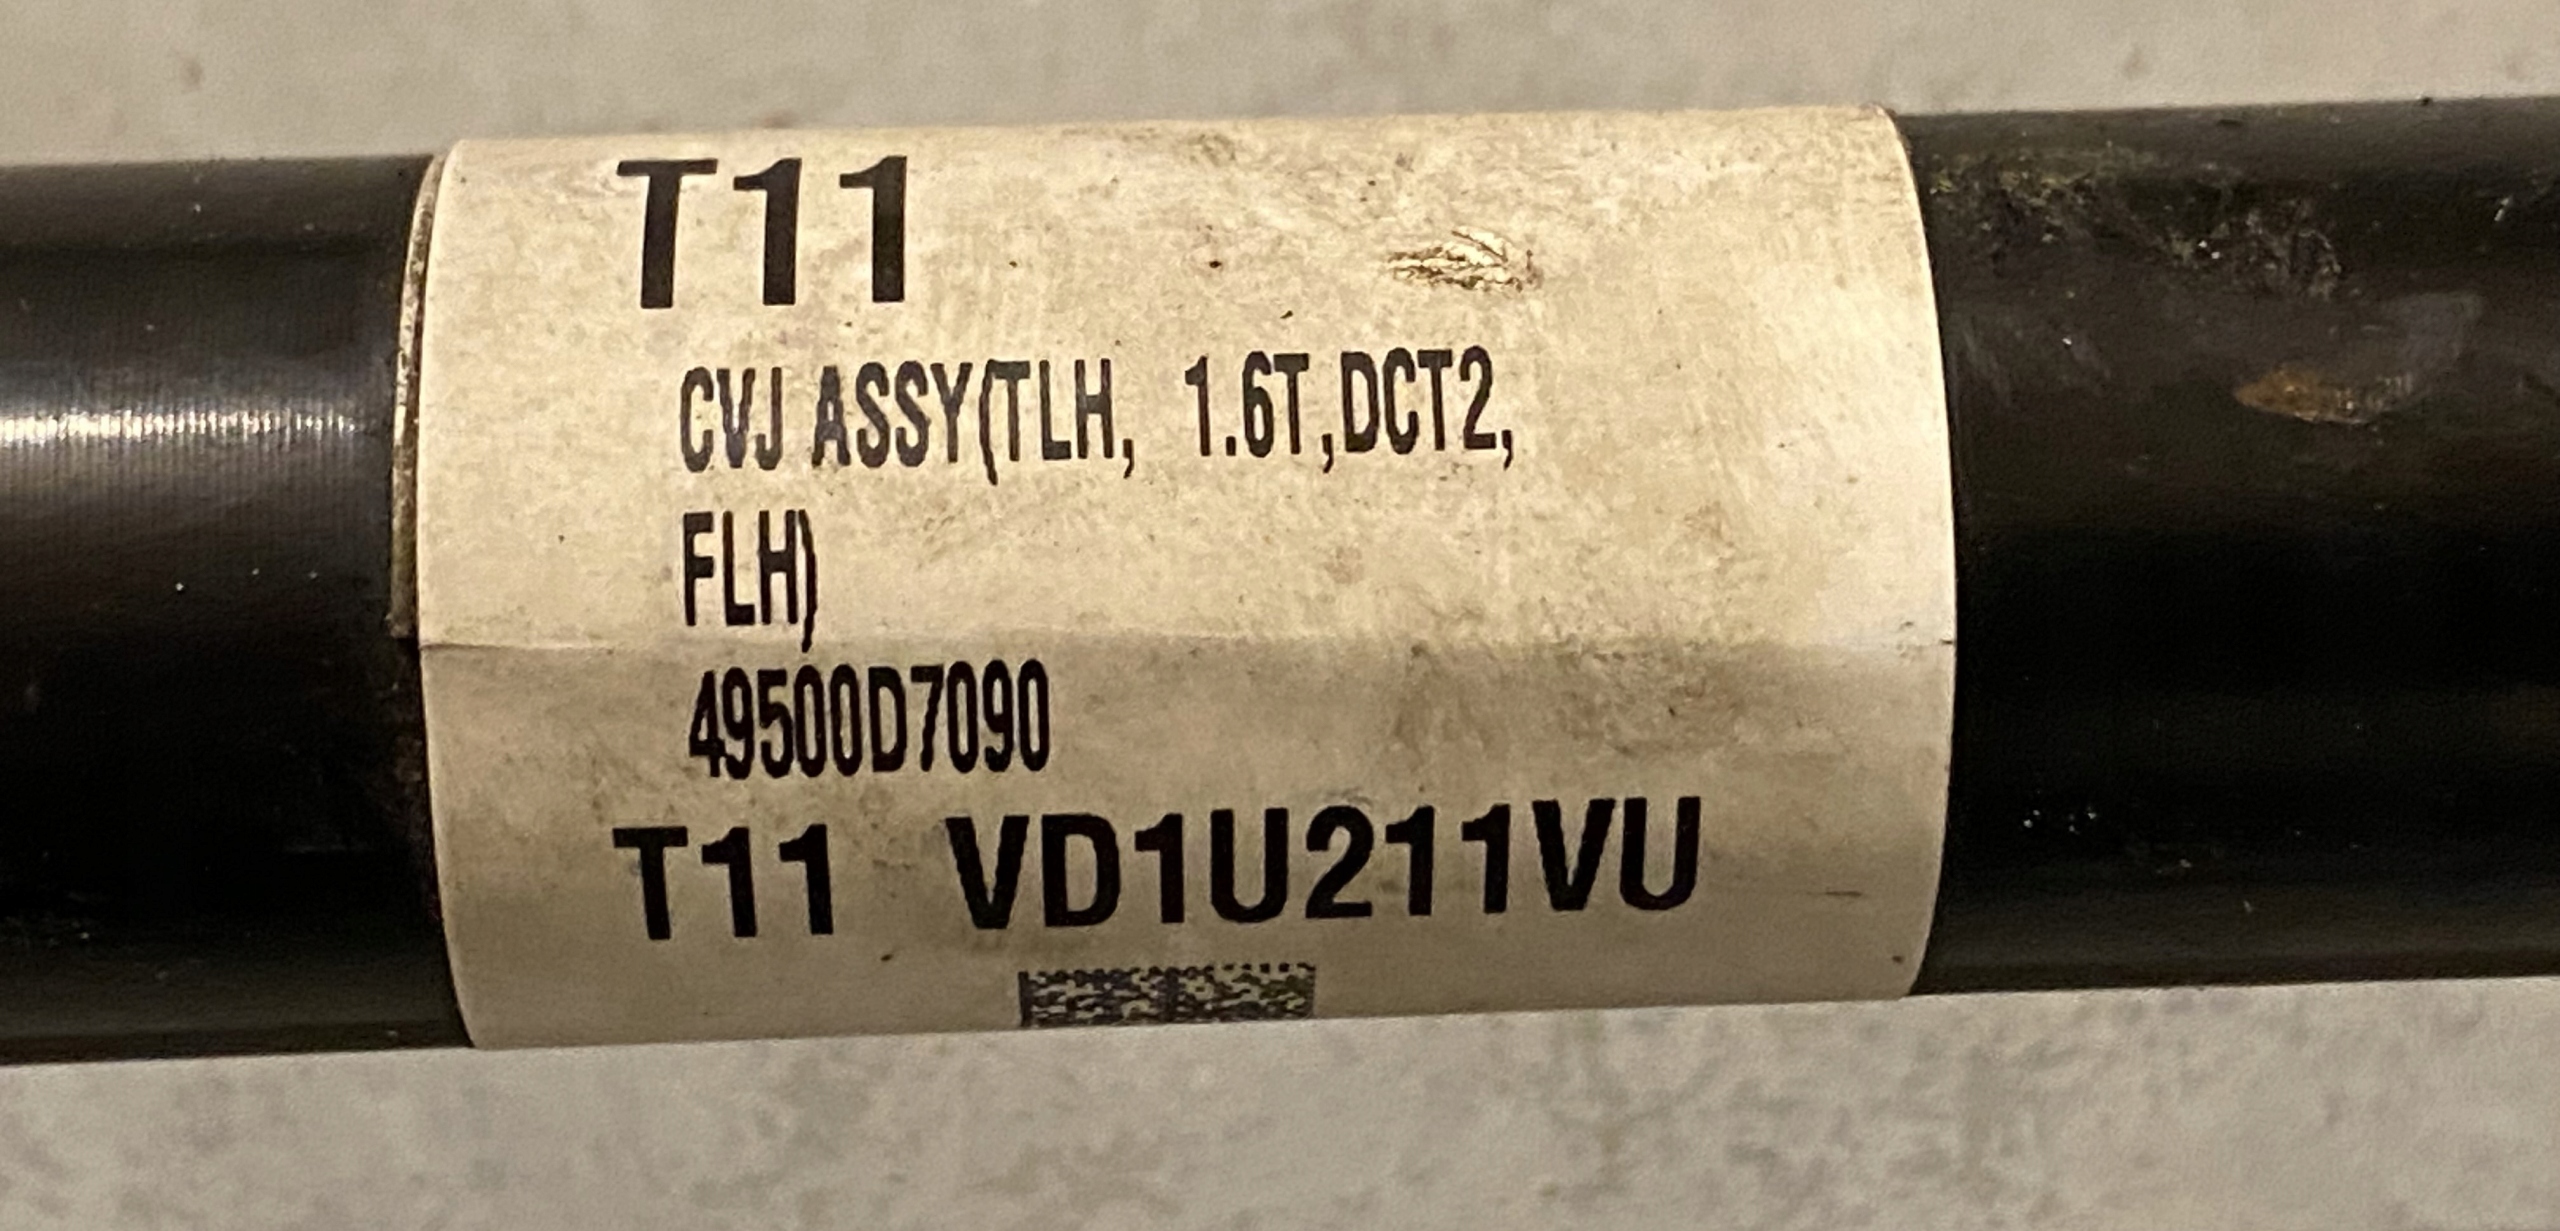 T11
CVJ ASSY(TLH, 1.6T,DCT2,
FLH)
49500D7090
T11 VD1U211VU